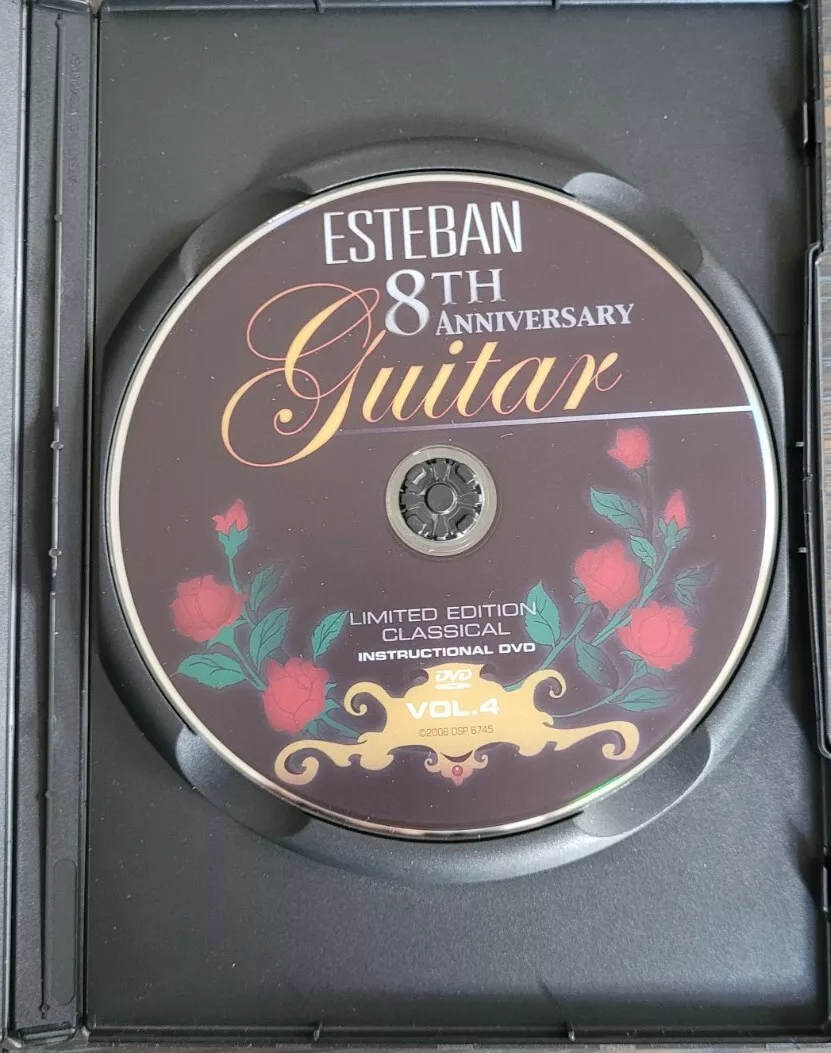 ESTEBAN
8TH
ANNIVERSARY
Guitar
LIMITED EDITION
CLASSICAL
INSTRUCTIONAL DVD
DVD
VOL.4
©2008 DSP 6745